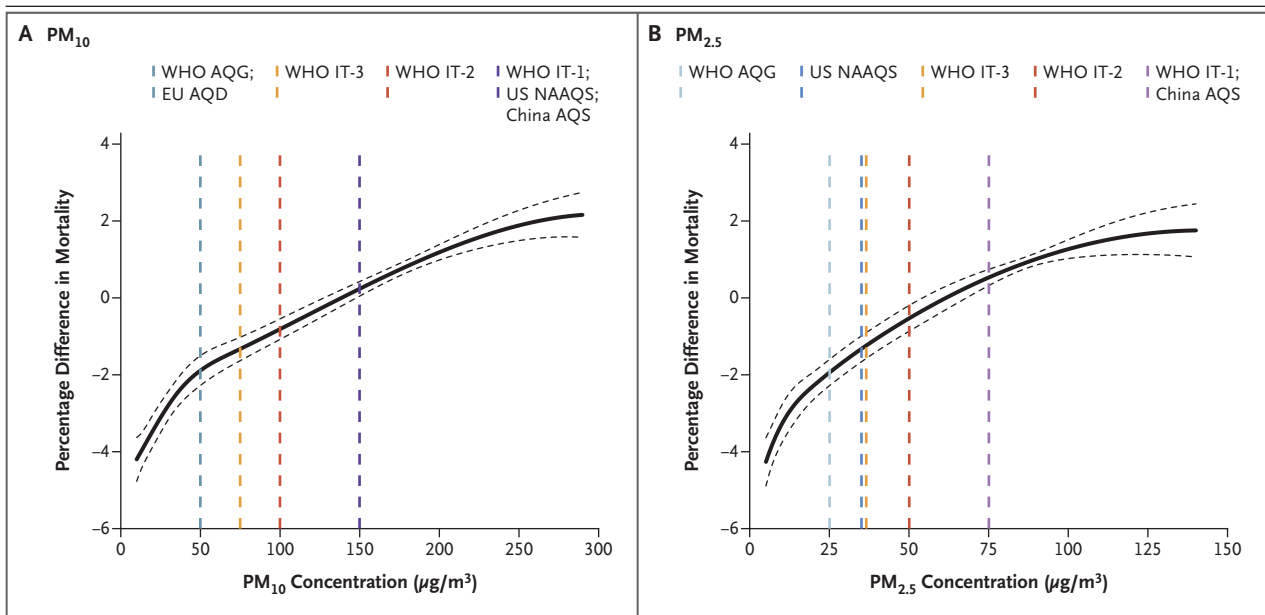 A PM10
WHO AQG;
EU AQD
WHO IT-3
WHO IT-2
WHO IT-1;
US NAAQS;
China AQS
Percentage Difference in Mortality
4
2
0
−2
−4
−6
0 50 100 150 200 250 300
PM10 Concentration (µg/m³)
B PM2.5
WHO AQG
US NAAQS
WHO IT-3
WHO IT-2
WHO IT-1;
China AQS
Percentage Difference in Mortality
4
2
0
−2
−4
−6
0 25 50 75 100 125 150
PM2.5 Concentration (µg/m³)